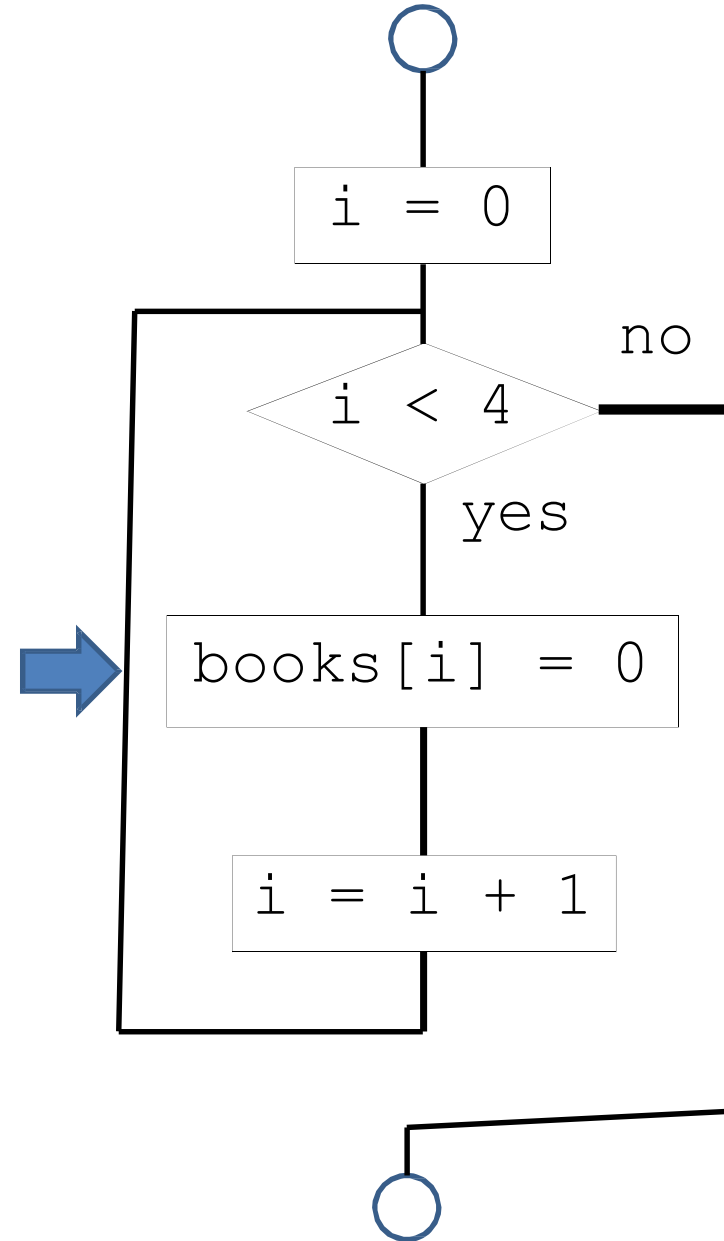 i = 0
no
i < 4
yes
books[i] = 0
i = i + 1